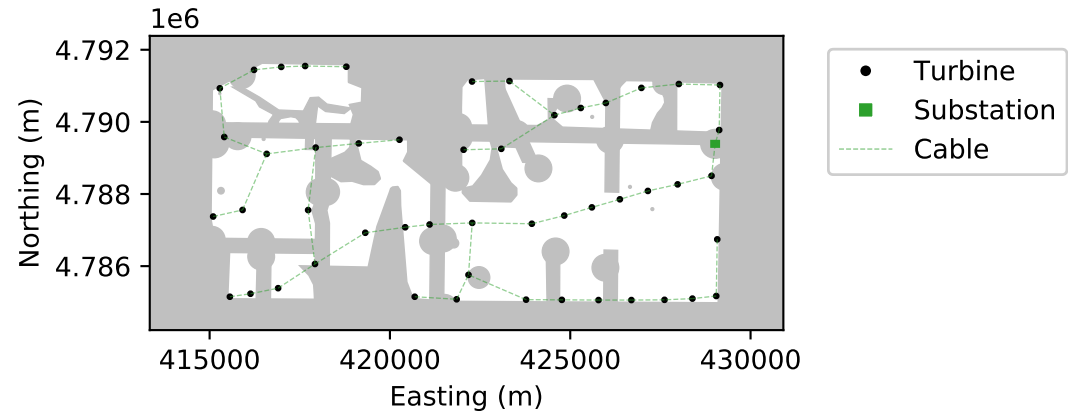 1e6
4.792
4.790
4.788
4.786
Northing (m)
415000 420000 425000 430000
Easting (m)
Turbine
Substation
Cable